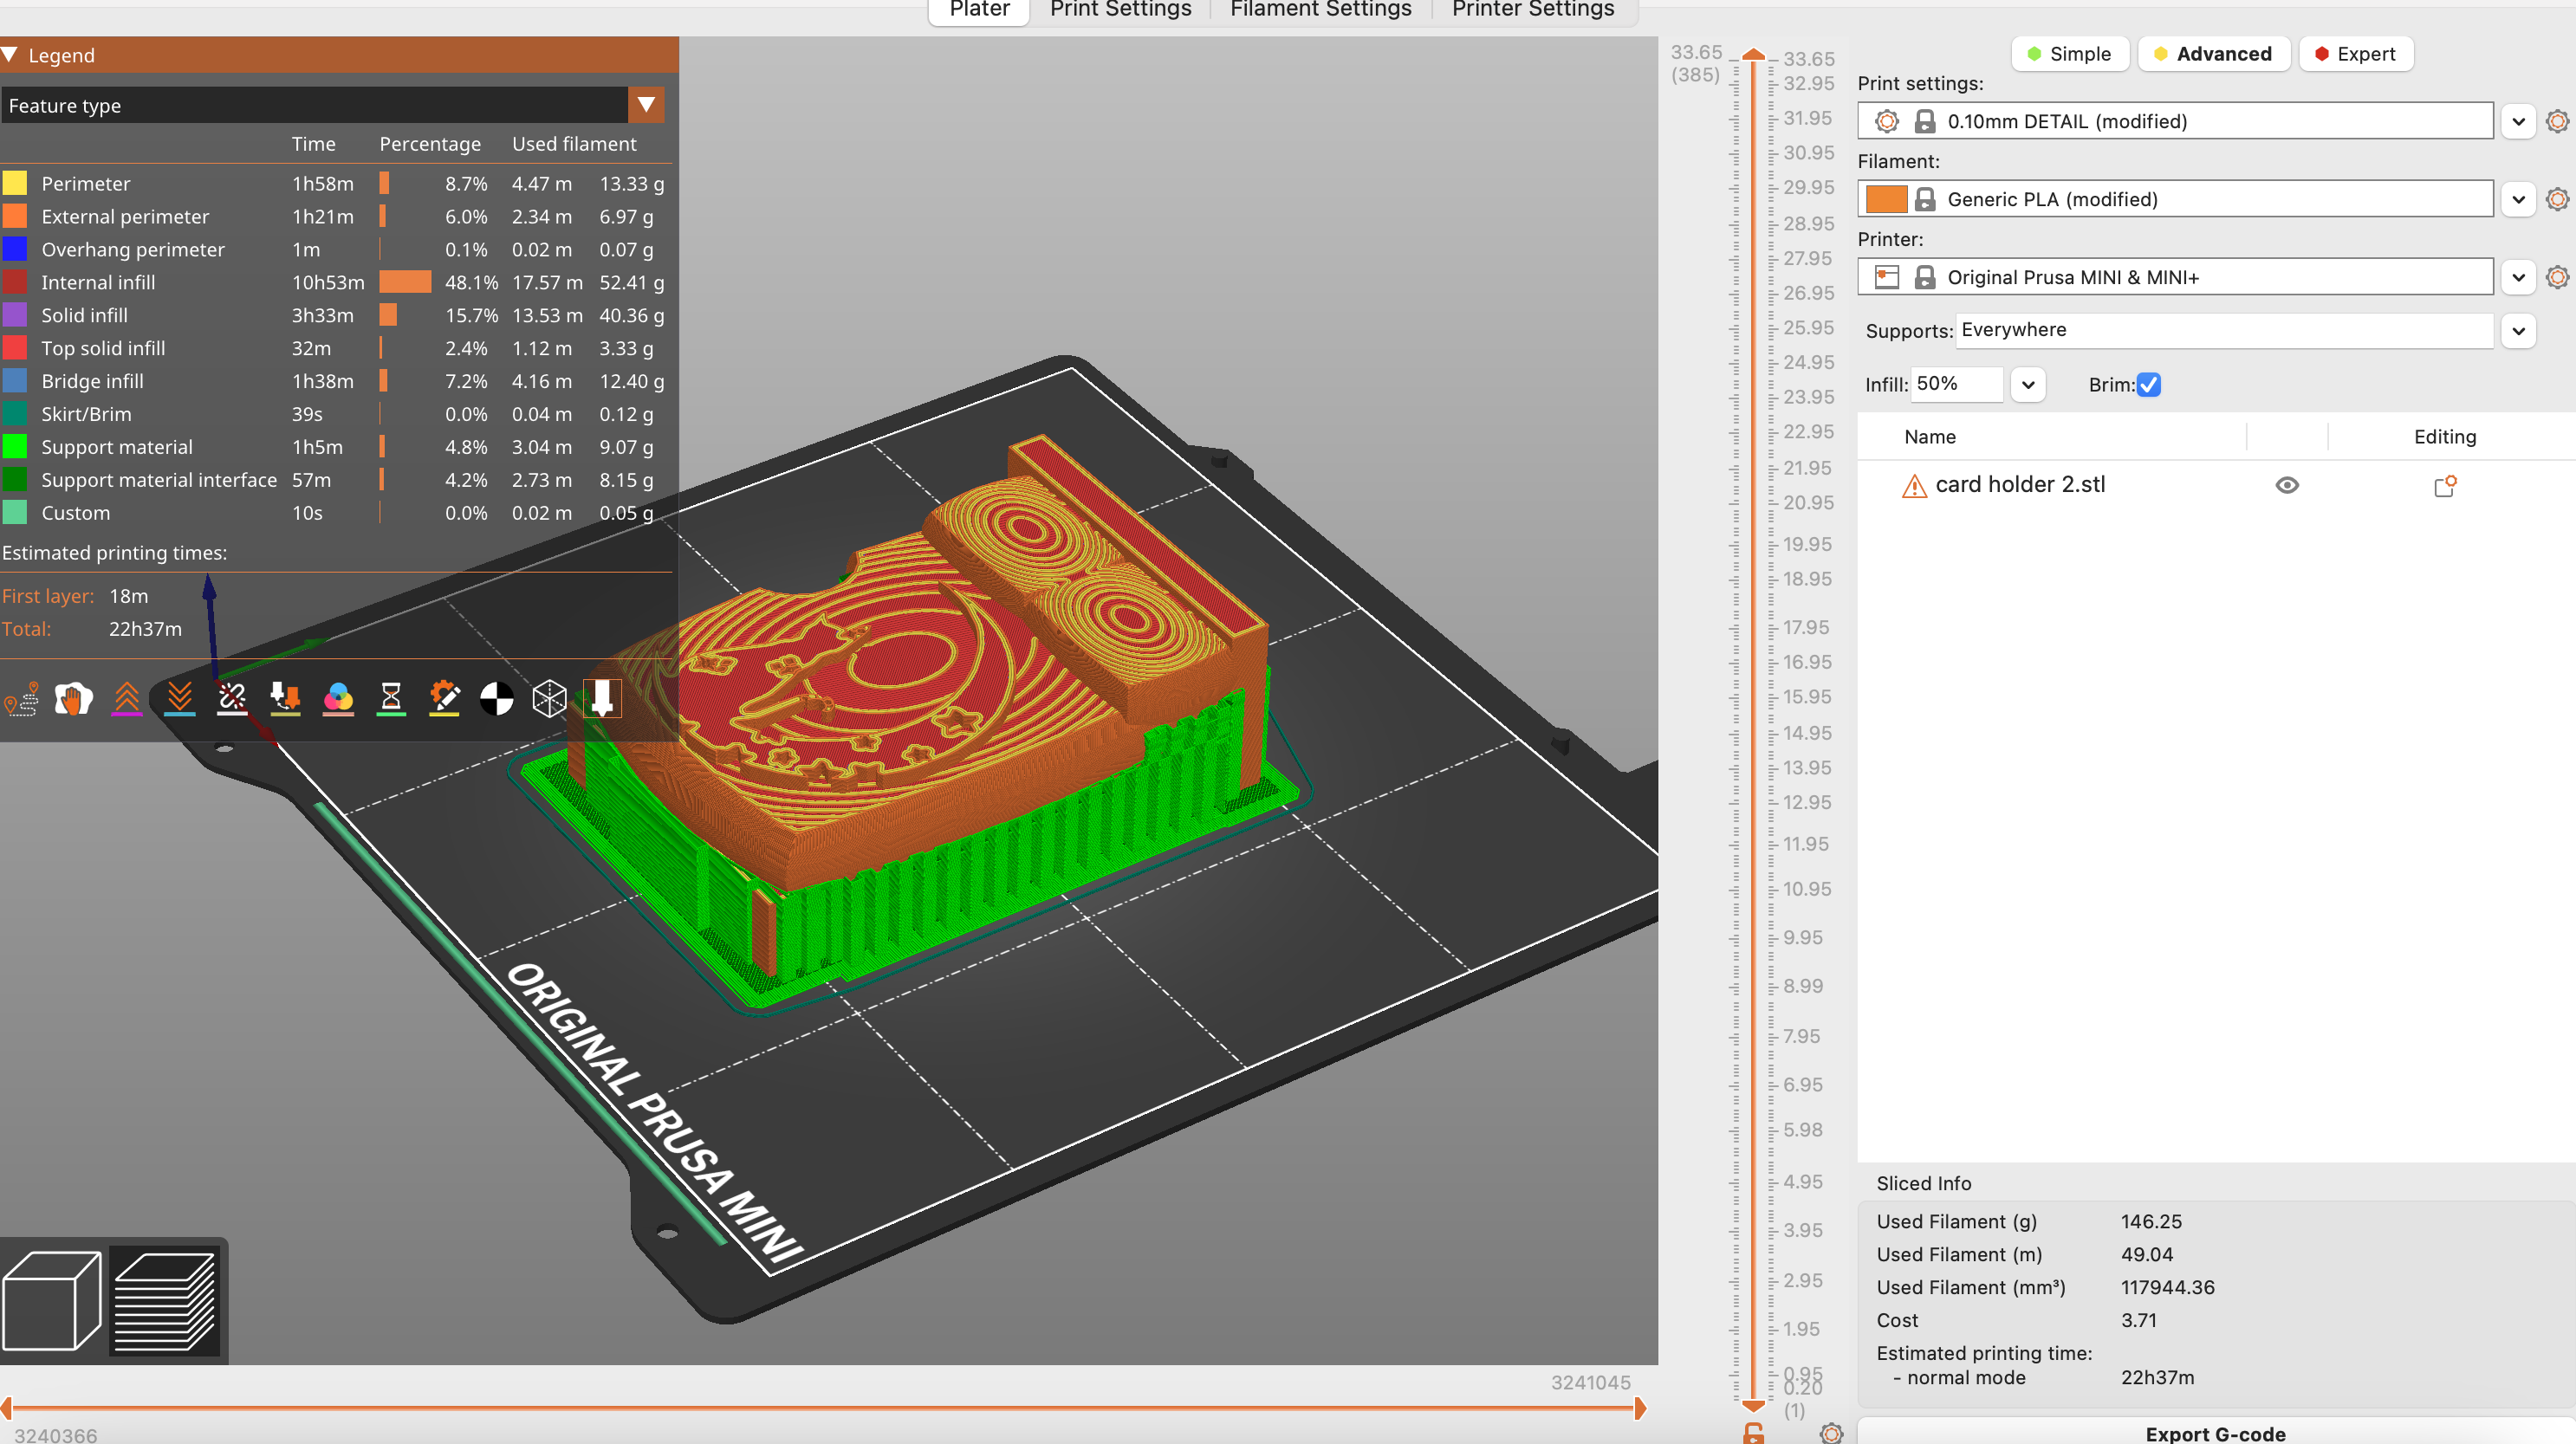 Plater Print Settings Filament Settings Printer Settings
Legend
Feature type
Time Percentage Used filament
Perimeter 1h58m 8.7% 4.47 m 13.33 g
External perimeter 1h21m 6.0% 2.34 m 6.97 g
Overhang perimeter 1m 0.1% 0.02 m 0.07 g
Internal infill 10h53m 48.1% 17.57 m 52.41 g
Solid infill 3h33m 15.7% 13.53 m 40.36 g
Top solid infill 32m 2.4% 1.12 m 3.33 g
Bridge infill 1h38m 7.2% 4.16 m 12.40 g
Skirt/Brim 39s 0.0% 0.04 m 0.12 g
Support material 1h5m 4.8% 3.04 m 9.07 g
Support material interface 57m 4.2% 2.73 m 8.15 g
Custom 10s 0.0% 0.02 m 0.05 g
Estimated printing times:
First layer: 18m
Total: 22h37m
ORIGINAL PRUSA MINI
3241045
3240366
33.65
(385)
33.65
32.95
31.95
30.95
29.95
28.95
27.95
26.95
25.95
24.95
23.95
22.95
21.95
20.95
19.95
18.95
17.95
16.95
15.95
14.95
13.95
12.95
11.95
10.95
9.95
8.99
7.95
6.95
5.98
4.95
3.95
2.95
1.95
0.95
0.20
(1)
Simple Advanced Expert
Print settings:
0.10mm DETAIL (modified)
Filament:
Generic PLA (modified)
Printer:
Original Prusa MINI & MINI+
Supports: Everywhere
Infill: 50% Brim:
Name Editing
card holder 2.stl
Sliced Info
Used Filament (g) 146.25
Used Filament (m) 49.04
Used Filament (mm³) 117944.36
Cost 3.71
Estimated printing time:
- normal mode 22h37m
Export G-code